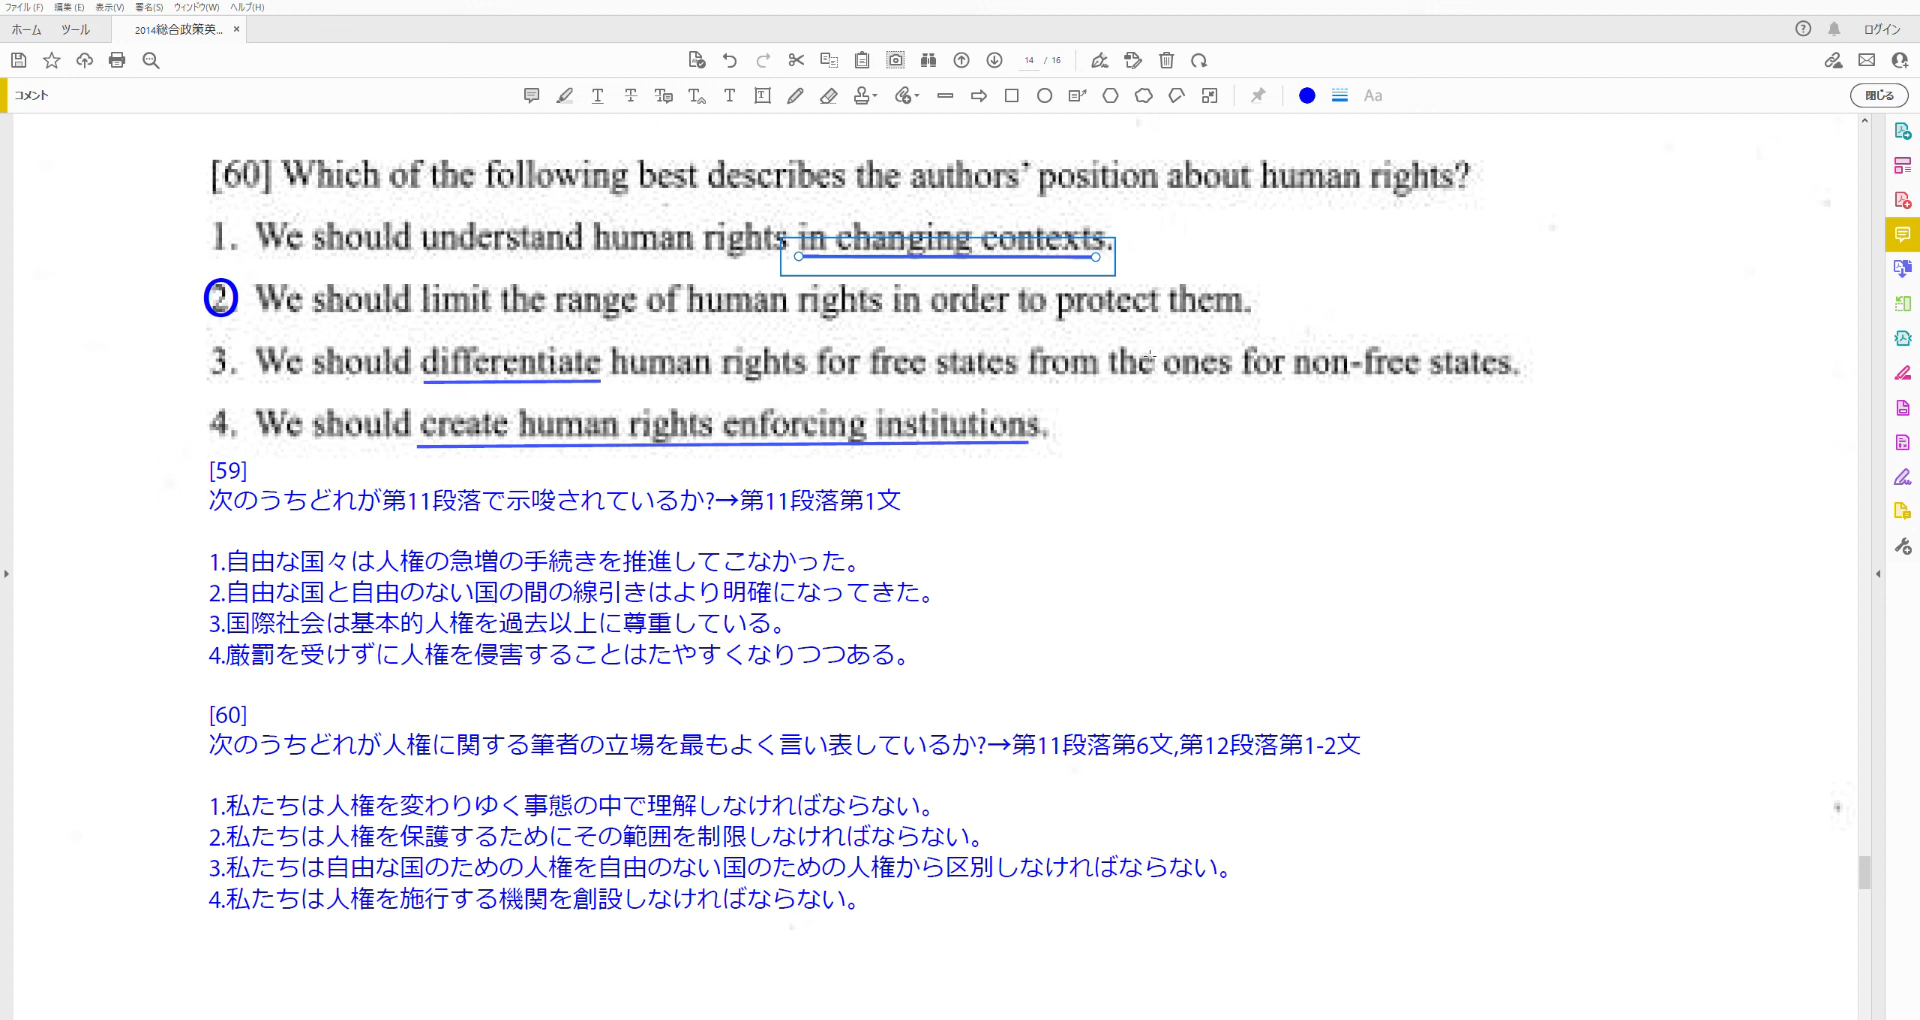 ファイル (F) 編集 (E) 表示(V) 署名(S) ウィンドウ(W) ヘルプ(H)
ホーム ツール 2014総合政策英... × ログイン
14 / 16
コメント Aa 閉じる
[60] Which of the following best describes the authors' position about human rights?
1. We should understand human rights in changing contexts.
2. We should limit the range of human rights in order to protect them.
3. We should differentiate human rights for free states from the ones for non-free states.
4. We should create human rights enforcing institutions.
[59]
次のうちどれが第11段落で示唆されているか?→第11段落第1文
1.自由な国々は人権の急増の手続きを推進してこなかった。
2.自由な国と自由のない国の間の線引きはより明確になってきた。
3.国際社会は基本的人権を過去以上に尊重している。
4.厳罰を受けずに人権を侵害することはたやすくなりつつある。
[60]
次のうちどれが人権に関する筆者の立場を最もよく言い表しているか?→第11段落第6文,第12段落第1-2文
1.私たちは人権を変わりゆく事態の中で理解しなければならない。
2.私たちは人権を保護するためにその範囲を制限しなければならない。
3.私たちは自由な国のための人権を自由のない国のための人権から区別しなければならない。
4.私たちは人権を施行する機関を創設しなければならない。